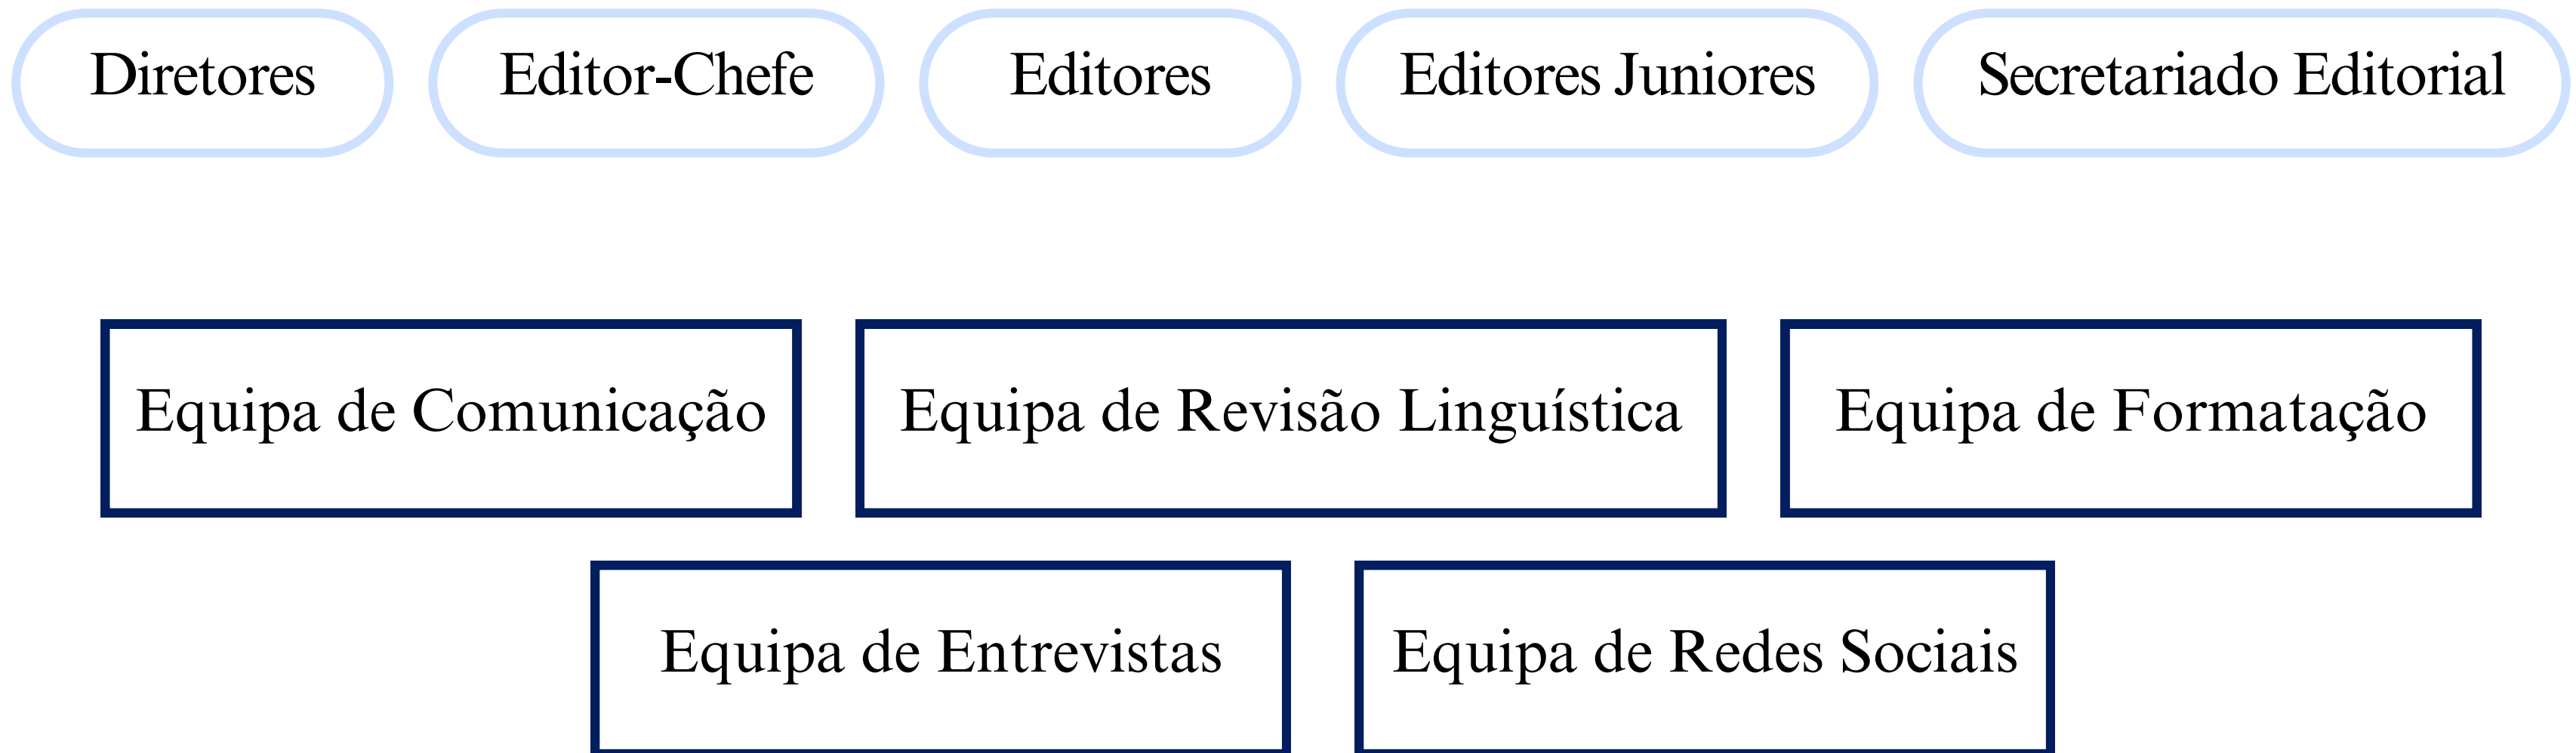 Diretores
Editor-Chefe
Editores
Editores Juniores
Secretariado Editorial
Equipa de Comunicação
Equipa de Revisão Linguística
Equipa de Formatação
Equipa de Entrevistas
Equipa de Redes Sociais